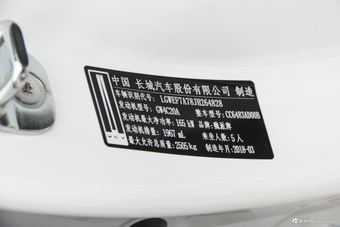 中国 长城汽车股份有限公司 制造
车辆识别代号: LGWEF7A78JH264828
发动机型号: GW4C20A 整车型号: CC6483AD00B
发动机最大净功率: 165 kW 品牌: 魏派牌
发动机排量: 1967 mL 乘坐人数: 5人
最大允许总质量: 2505 kg 制造年月: 2018-03